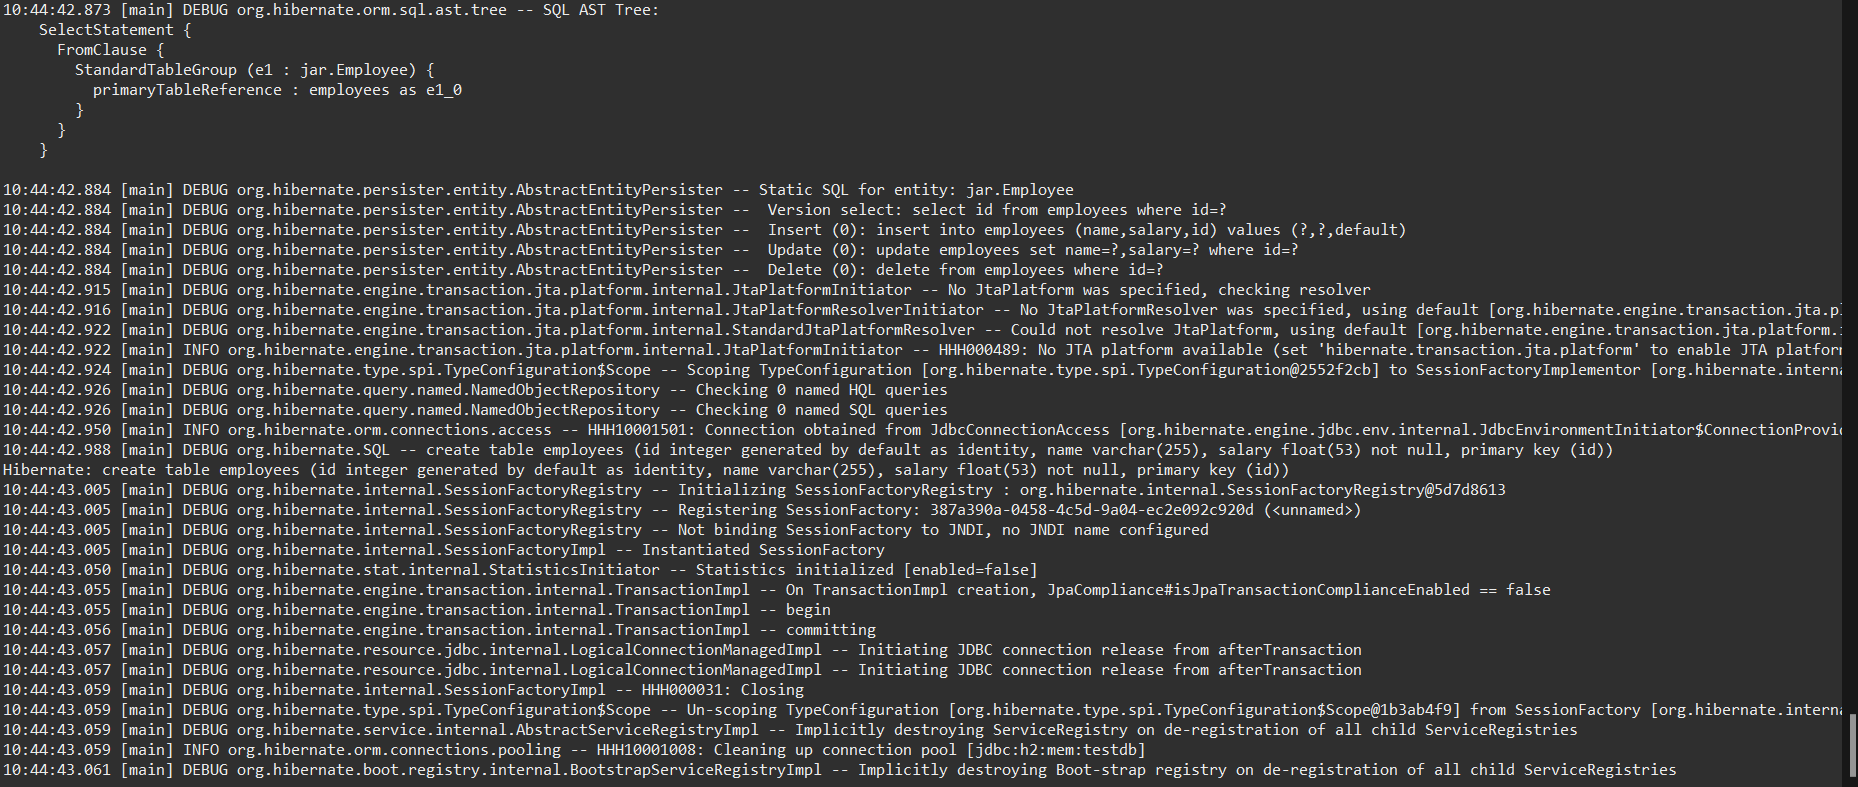 10:44:42.873 [main] DEBUG org.hibernate.orm.sql.ast.tree -- SQL AST Tree:
    SelectStatement {
      FromClause {
        StandardTableGroup (e1 : jar.Employee) {
          primaryTableReference : employees as e1_0
        }
      }
    }
10:44:42.884 [main] DEBUG org.hibernate.persister.entity.AbstractEntityPersister -- Static SQL for entity: jar.Employee
10:44:42.884 [main] DEBUG org.hibernate.persister.entity.AbstractEntityPersister --  Version select: select id from employees where id=?
10:44:42.884 [main] DEBUG org.hibernate.persister.entity.AbstractEntityPersister --  Insert (0): insert into employees (name,salary,id) values (?,?,default)
10:44:42.884 [main] DEBUG org.hibernate.persister.entity.AbstractEntityPersister --  Update (0): update employees set name=?,salary=? where id=?
10:44:42.884 [main] DEBUG org.hibernate.persister.entity.AbstractEntityPersister --  Delete (0): delete from employees where id=?
10:44:42.915 [main] DEBUG org.hibernate.engine.transaction.jta.platform.internal.JtaPlatformInitiator -- No JtaPlatform was specified, checking resolver
10:44:42.916 [main] DEBUG org.hibernate.engine.transaction.jta.platform.internal.JtaPlatformResolverInitiator -- No JtaPlatformResolver was specified, using default [org.hibernate.engine.transaction.jta.pl
10:44:42.922 [main] DEBUG org.hibernate.engine.transaction.jta.platform.internal.StandardJtaPlatformResolver -- Could not resolve JtaPlatform, using default [org.hibernate.engine.transaction.jta.platform.i
10:44:42.922 [main] INFO org.hibernate.engine.transaction.jta.platform.internal.JtaPlatformInitiator -- HHH000489: No JTA platform available (set 'hibernate.transaction.jta.platform' to enable JTA platform
10:44:42.924 [main] DEBUG org.hibernate.type.spi.TypeConfiguration$Scope -- Scoping TypeConfiguration [org.hibernate.type.spi.TypeConfiguration@2552f2cb] to SessionFactoryImplementor [org.hibernate.interna
10:44:42.926 [main] DEBUG org.hibernate.query.named.NamedObjectRepository -- Checking 0 named HQL queries
10:44:42.926 [main] DEBUG org.hibernate.query.named.NamedObjectRepository -- Checking 0 named SQL queries
10:44:42.950 [main] INFO org.hibernate.orm.connections.access -- HHH10001501: Connection obtained from JdbcConnectionAccess [org.hibernate.engine.jdbc.env.internal.JdbcEnvironmentInitiator$ConnectionProvid
10:44:42.988 [main] DEBUG org.hibernate.SQL -- create table employees (id integer generated by default as identity, name varchar(255), salary float(53) not null, primary key (id))
Hibernate: create table employees (id integer generated by default as identity, name varchar(255), salary float(53) not null, primary key (id))
10:44:43.005 [main] DEBUG org.hibernate.internal.SessionFactoryRegistry -- Initializing SessionFactoryRegistry : org.hibernate.internal.SessionFactoryRegistry@5d7d8613
10:44:43.005 [main] DEBUG org.hibernate.internal.SessionFactoryRegistry -- Registering SessionFactory: 387a390a-0458-4c5d-9a04-ec2e092c920d (<unnamed>)
10:44:43.005 [main] DEBUG org.hibernate.internal.SessionFactoryRegistry -- Not binding SessionFactory to JNDI, no JNDI name configured
10:44:43.005 [main] DEBUG org.hibernate.internal.SessionFactoryImpl -- Instantiated SessionFactory
10:44:43.050 [main] DEBUG org.hibernate.stat.internal.StatisticsInitiator -- Statistics initialized [enabled=false]
10:44:43.055 [main] DEBUG org.hibernate.engine.transaction.internal.TransactionImpl -- On TransactionImpl creation, JpaCompliance#isJpaTransactionComplianceEnabled == false
10:44:43.055 [main] DEBUG org.hibernate.engine.transaction.internal.TransactionImpl -- begin
10:44:43.056 [main] DEBUG org.hibernate.engine.transaction.internal.TransactionImpl -- committing
10:44:43.057 [main] DEBUG org.hibernate.resource.jdbc.internal.LogicalConnectionManagedImpl -- Initiating JDBC connection release from afterTransaction
10:44:43.057 [main] DEBUG org.hibernate.resource.jdbc.internal.LogicalConnectionManagedImpl -- Initiating JDBC connection release from afterTransaction
10:44:43.059 [main] DEBUG org.hibernate.internal.SessionFactoryImpl -- HHH000031: Closing
10:44:43.059 [main] DEBUG org.hibernate.type.spi.TypeConfiguration$Scope -- Un-scoping TypeConfiguration [org.hibernate.type.spi.TypeConfiguration$Scope@1b3ab4f9] from SessionFactory [org.hibernate.interna
10:44:43.059 [main] DEBUG org.hibernate.service.internal.AbstractServiceRegistryImpl -- Implicitly destroying ServiceRegistry on de-registration of all child ServiceRegistries
10:44:43.059 [main] INFO org.hibernate.orm.connections.pooling -- HHH10001008: Cleaning up connection pool [jdbc:h2:mem:testdb]
10:44:43.061 [main] DEBUG org.hibernate.boot.registry.internal.BootstrapServiceRegistryImpl -- Implicitly destroying Boot-strap registry on de-registration of all child ServiceRegistries